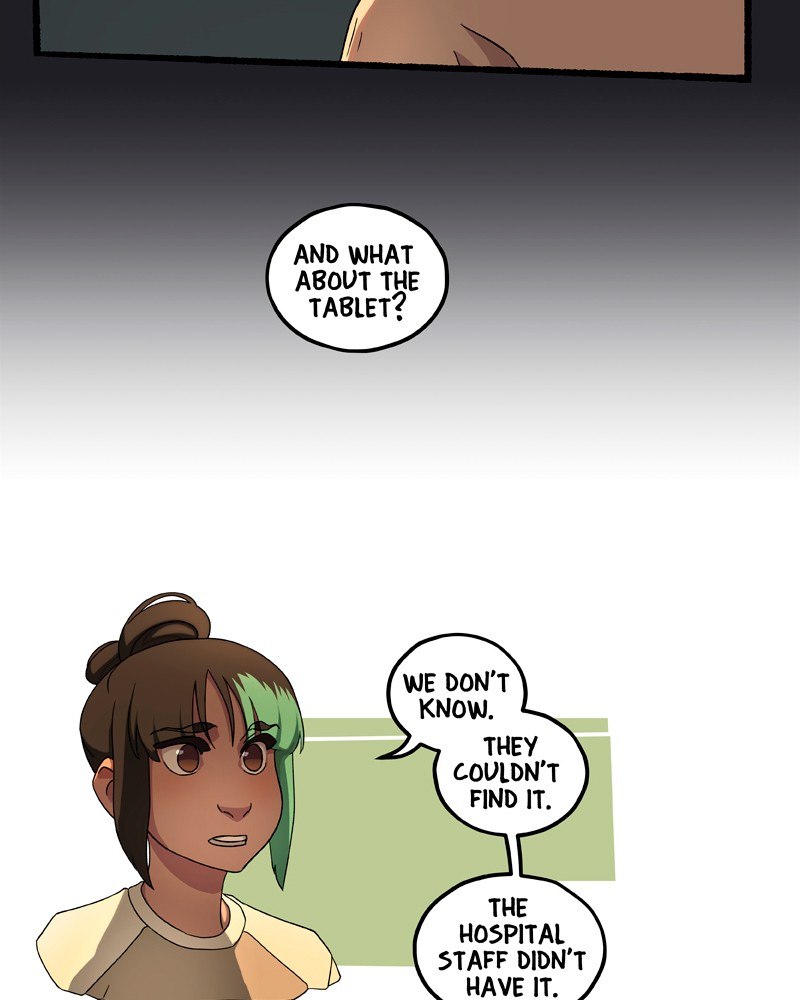 AND WHAT
ABOUT THE
TABLET?
WE DON'T
KNOW.
THEY
COULDN'T
FIND IT.
THE
HOSPITAL
STAFF DIDN'T
HAVE IT.